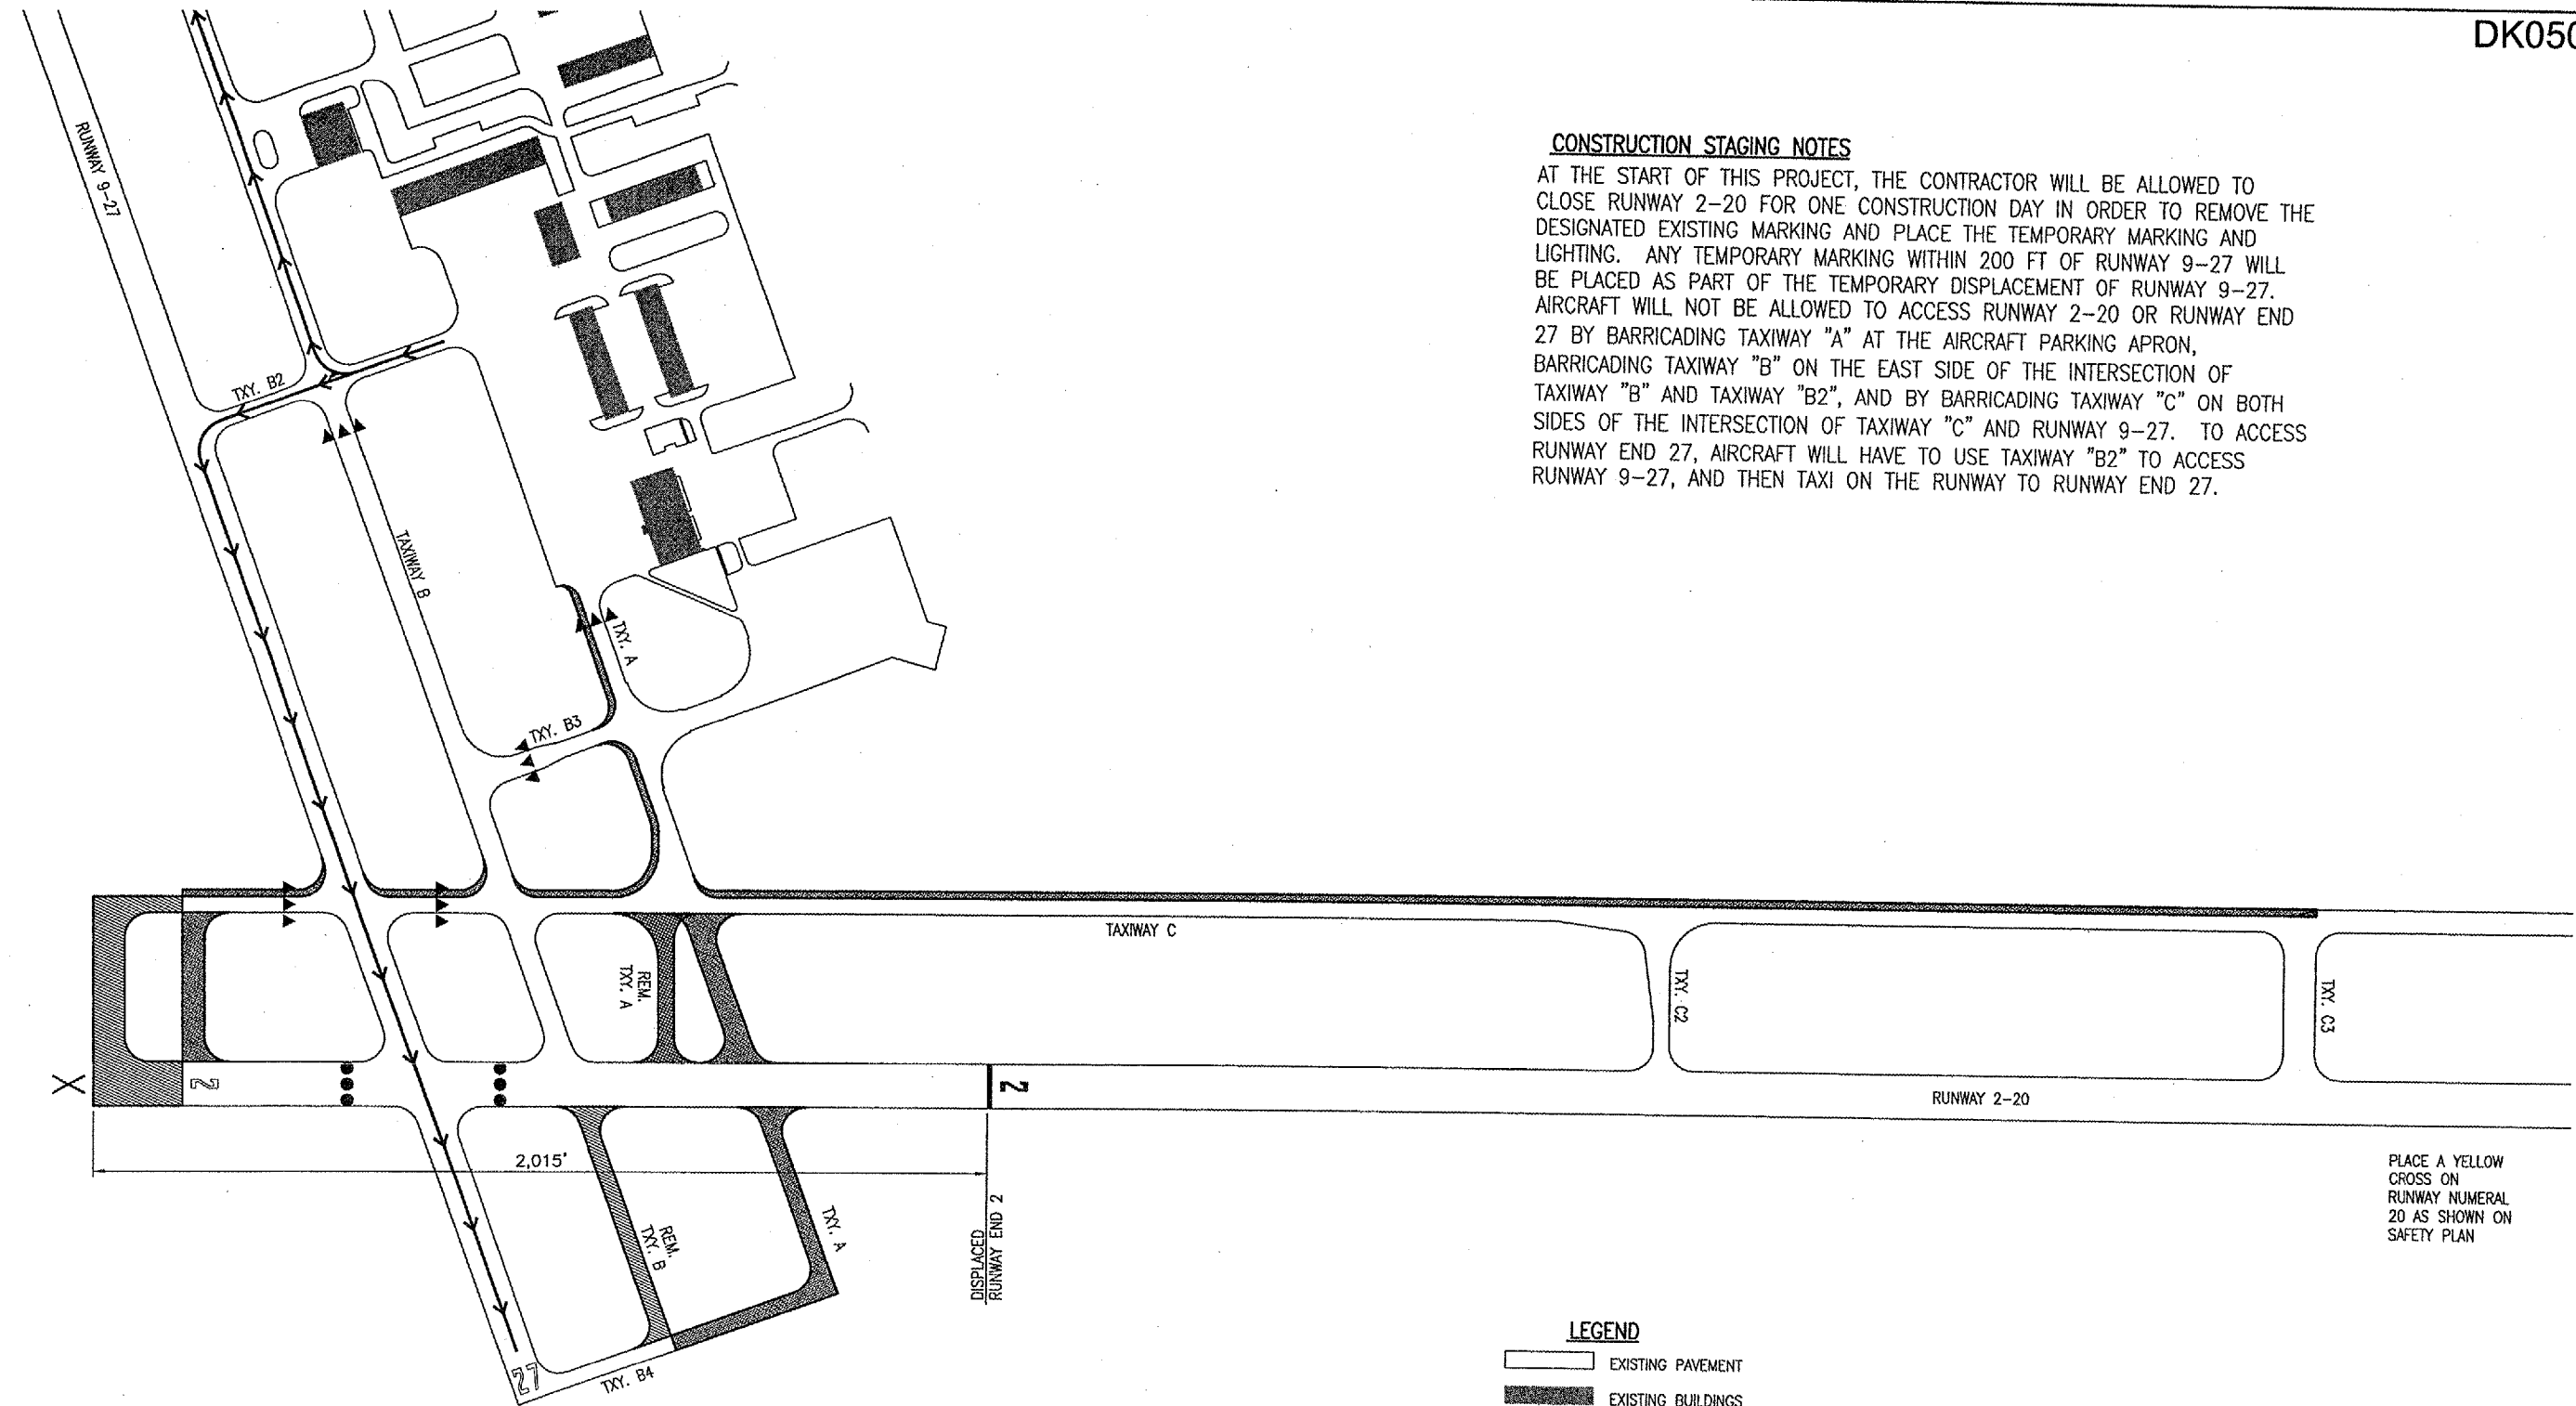 DK050
CONSTRUCTION STAGING NOTES
AT THE START OF THIS PROJECT, THE CONTRACTOR WILL BE ALLOWED TO
CLOSE RUNWAY 2-20 FOR ONE CONSTRUCTION DAY IN ORDER TO REMOVE THE
DESIGNATED EXISTING MARKING AND PLACE THE TEMPORARY MARKING AND
LIGHTING. ANY TEMPORARY MARKING WITHIN 200 FT OF RUNWAY 9-27 WILL
BE PLACED AS PART OF THE TEMPORARY DISPLACEMENT OF RUNWAY 9-27.
AIRCRAFT WILL NOT BE ALLOWED TO ACCESS RUNWAY 2-20 OR RUNWAY END
27 BY BARRICADING TAXIWAY "A" AT THE AIRCRAFT PARKING APRON,
BARRICADING TAXIWAY "B" ON THE EAST SIDE OF THE INTERSECTION OF
TAXIWAY "B" AND TAXIWAY "B2", AND BY BARRICADING TAXIWAY "C" ON BOTH
SIDES OF THE INTERSECTION OF TAXIWAY "C" AND RUNWAY 9-27. TO ACCESS
RUNWAY END 27, AIRCRAFT WILL HAVE TO USE TAXIWAY "B2" TO ACCESS
RUNWAY 9-27, AND THEN TAXI ON THE RUNWAY TO RUNWAY END 27.
RUNWAY 9-27
TXY. B2
TAXIWAY B
TXY. A
TXY. B3
TAXIWAY C
REM.
TXY. A
TXY. C2
TXY. C3
X
2
2
RUNWAY 2-20
2,015'
DISPLACED
RUNWAY END 2
REM.
TXY. B
TXY. A
27
TXY. B4
PLACE A YELLOW
CROSS ON
RUNWAY NUMERAL
20 AS SHOWN ON
SAFETY PLAN
LEGEND
EXISTING PAVEMENT
EXISTING BUILDINGS